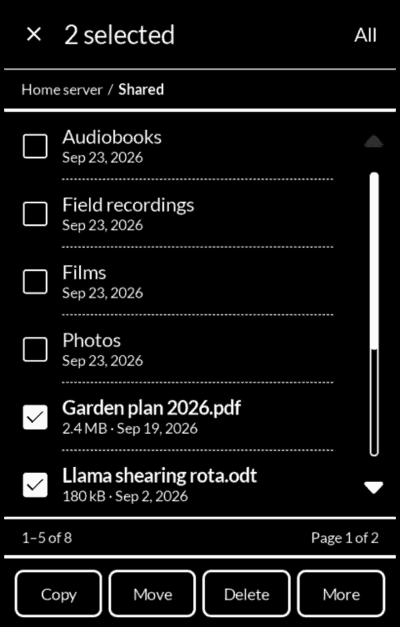 2 selected
All
Home server / Shared
Audiobooks
Sep 23, 2026
Field recordings
Sep 23, 2026
Films
Sep 23, 2026
Photos
Sep 23, 2026
Garden plan 2026.pdf
2.4 MB · Sep 19, 2026
Llama shearing rota.odt
180 kB · Sep 2, 2026
1–5 of 8
Page 1 of 2
Copy
Move
Delete
More